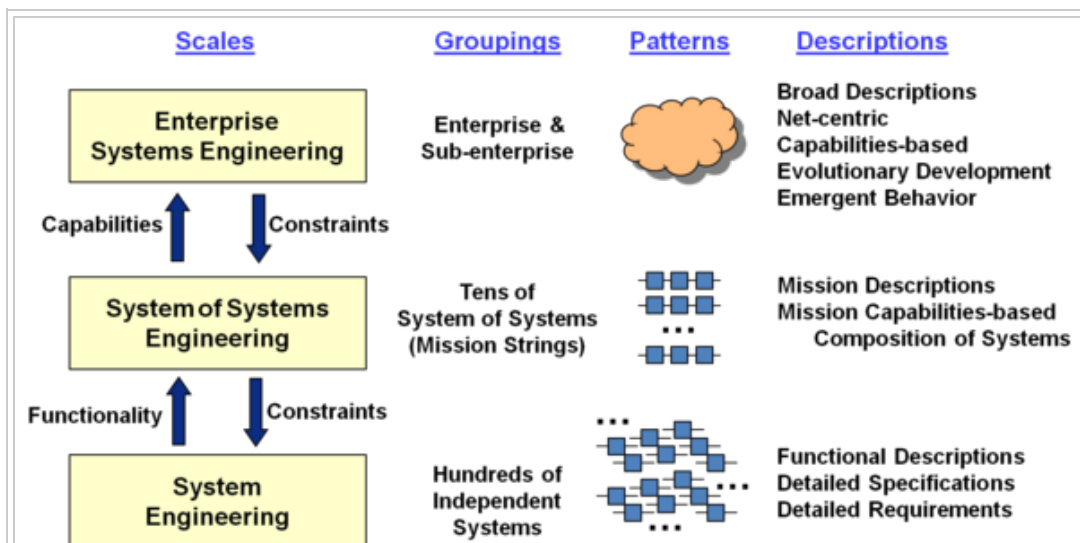 Scales Groupings Patterns Descriptions
Enterprise
Systems Engineering
Enterprise &
Sub-enterprise
Broad Descriptions
Net-centric
Capabilities-based
Evolutionary Development
Emergent Behavior
Capabilities Constraints
System of Systems
Engineering
Tens of
System of Systems
(Mission Strings)
...
Mission Descriptions
Mission Capabilities-based
Composition of Systems
Functionality Constraints
System
Engineering
Hundreds of
Independent
Systems
...
...
...
Functional Descriptions
Detailed Specifications
Detailed Requirements